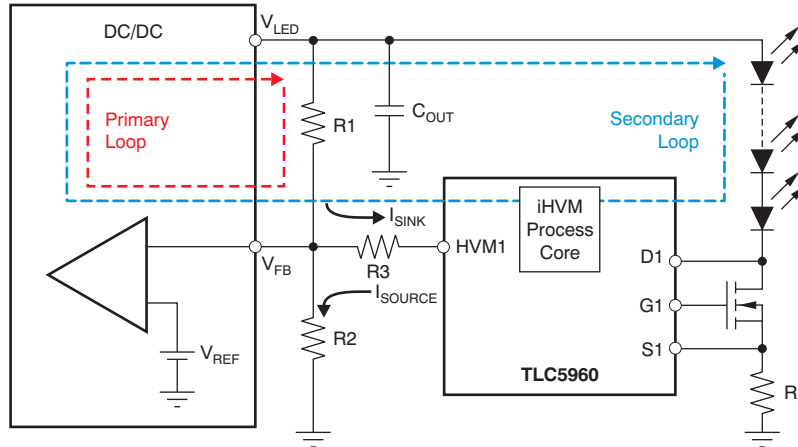 DC/DC
VLED
Primary
Loop
R1
COUT
Secondary
Loop
ISINK
iHVM
Process
Core
VFB
R3
HVM1
D1
ISOURCE
G1
R2
VREF
S1
TLC5960
R